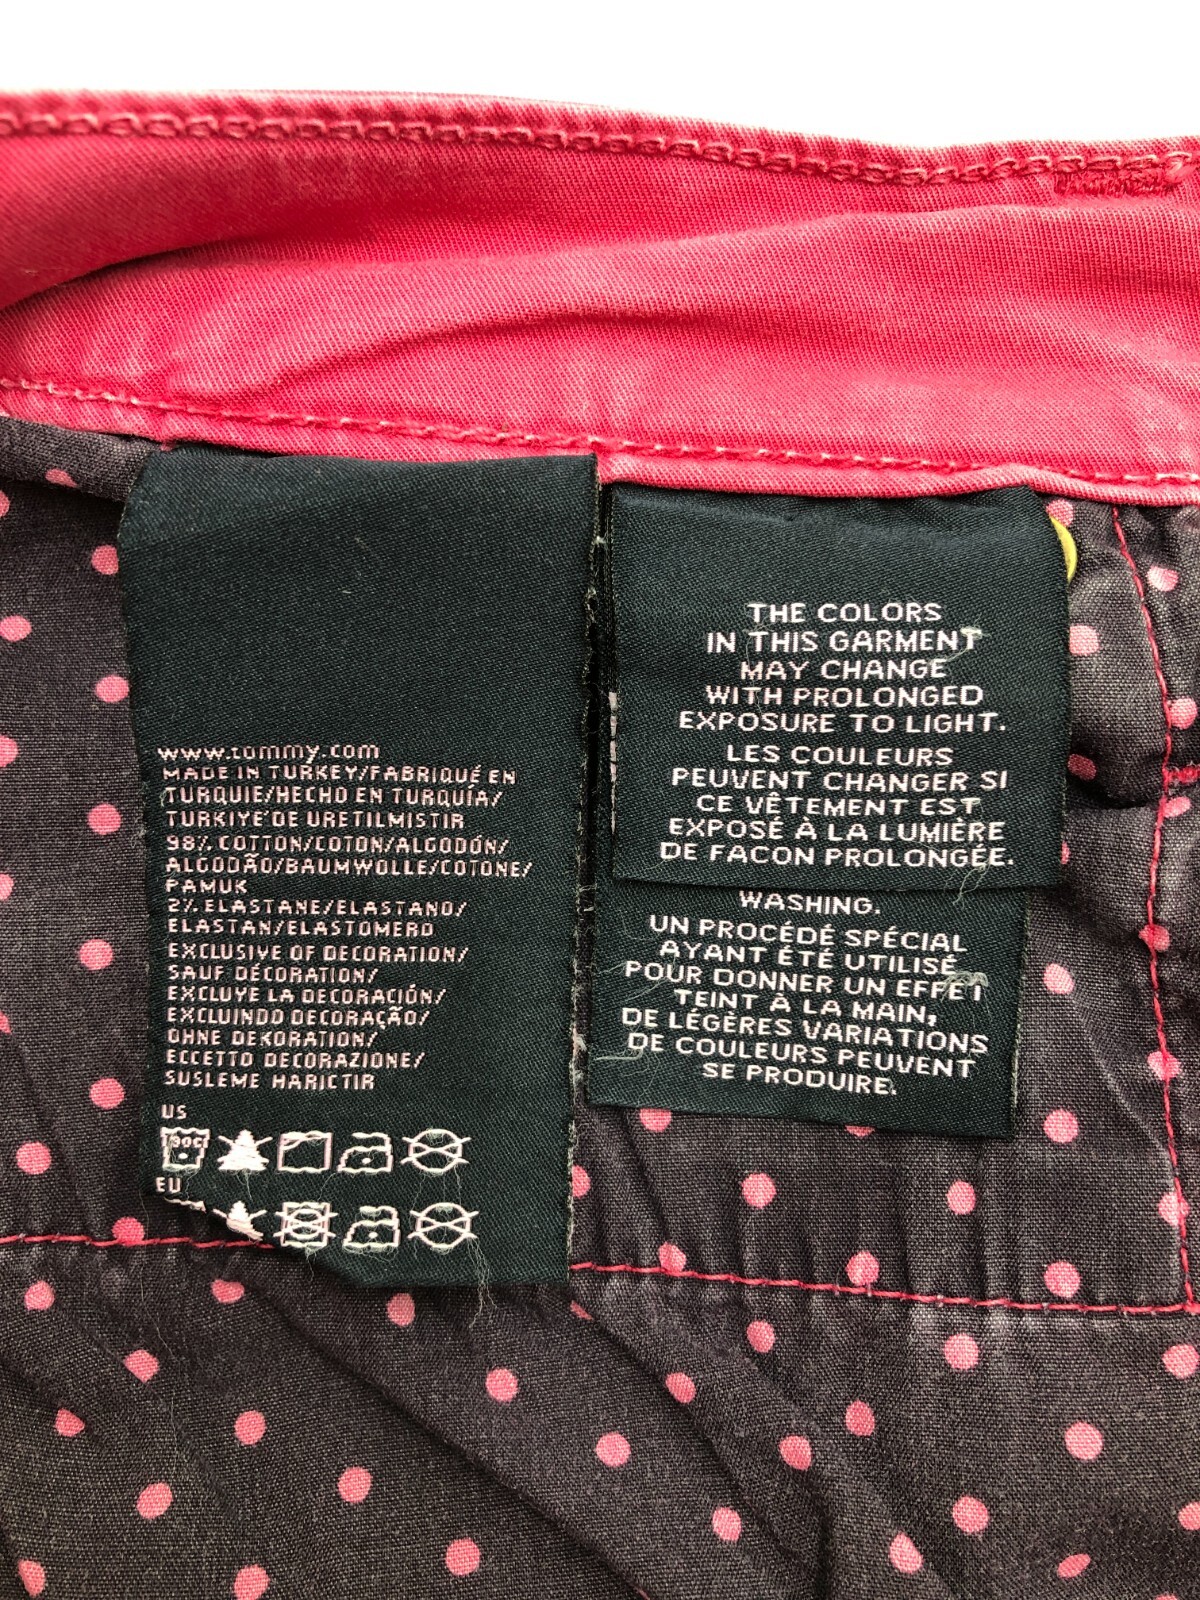 www.tommy.com
MADE IN TURKEY/FABRIQUÉ EN
TURQUIE/HECHO EN TURQUÍA/
TURKIYE'DE URETILMISTIR
98% COTTON/COTON/ALGODÓN/
ALGODÃO/BAUMWOLLE/COTONE/
PAMUK
2% ELASTANE/ELASTANO/
ELASTAN/ELASTOMERO
EXCLUSIVE OF DECORATION/
SAUF DÉCORATION/
EXCLUYE LA DECORACIÓN/
EXCLUINDO DECORAÇÃO/
OHNE DEKORATION/
ECCETTO DECORAZIONE/
SUSLEME HARICTIR
US
EU
THE COLORS
IN THIS GARMENT
MAY CHANGE
WITH PROLONGED
EXPOSURE TO LIGHT.
LES COULEURS
PEUVENT CHANGER SI
CE VÊTEMENT EST
EXPOSÉ À LA LUMIÈRE
DE FACON PROLONGÉE.
WASHING.
UN PROCÉDÉ SPÉCIAL
AYANT ÉTÉ UTILISÉ
POUR DONNER UN EFFET
TEINT À LA MAIN,
DE LÉGÈRES VARIATIONS
DE COULEURS PEUVENT
SE PRODUIRE.